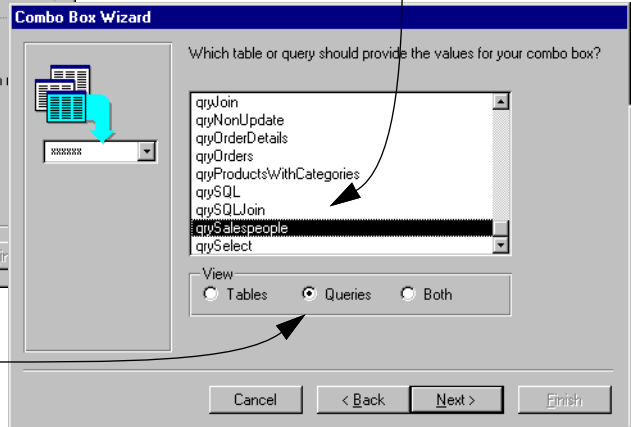 Combo Box Wizard
Which table or query should provide the values for your combo box?
qryJoin
qryNonUpdate
qryOrderDetails
qryOrders
qryProductsWithCategories
qrySQL
qrySQLJoin
qrySalespeople
qrySelect
xxxxxx
View
Tables Queries Both
Cancel < Back Next > Finish